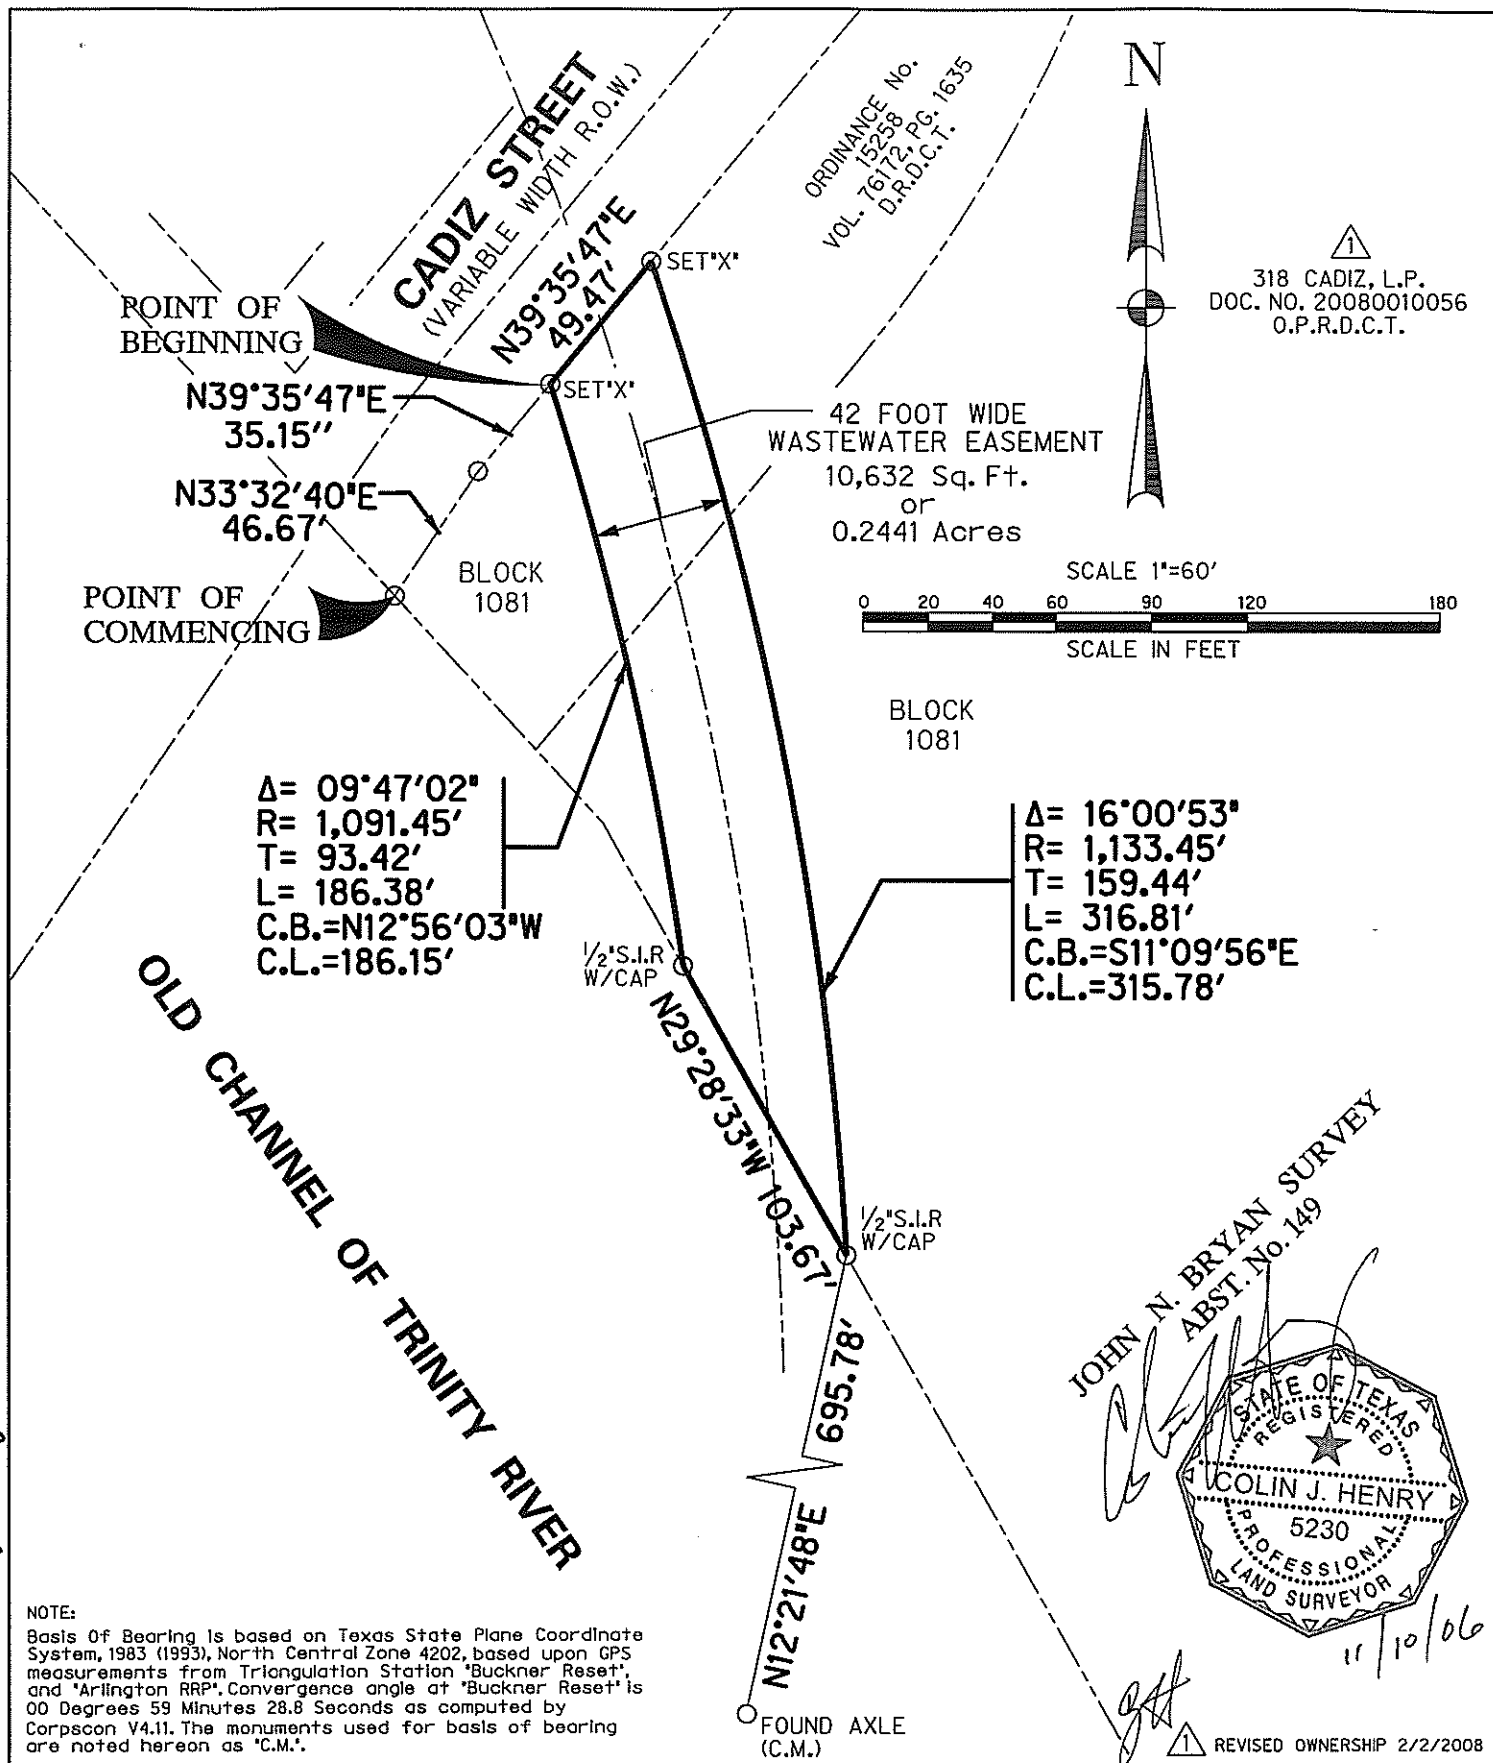 N
CADIZ STREET
(VARIABLE WIDTH R.O.W.)
ORDINANCE No.
15258
VOL. 76172, PG. 1635
D.R.D.C.T.
1
318 CADIZ, L.P.
DOC. NO. 20080010056
O.P.R.D.C.T.
POINT OF
BEGINNING
N39°35'47"E
49.47'
SET"X"
SET"X"
N39°35'47"E
35.15''
N33°32'40"E
46.67'
POINT OF
COMMENCING
BLOCK
1081
42 FOOT WIDE
WASTEWATER EASEMENT
10,632 Sq. Ft.
or
0.2441 Acres
SCALE 1"=60'
0 20 40 60 90 120 180
SCALE IN FEET
BLOCK
1081
Δ= 09°47'02"
R= 1,091.45'
T= 93.42'
L= 186.38'
C.B.=N12°56'03"W
C.L.=186.15'
Δ= 16°00'53"
R= 1,133.45'
T= 159.44'
L= 316.81'
C.B.=S11°09'56"E
C.L.=315.78'
1/2"S.I.R
W/CAP
N29°28'33"W 103.67'
1/2"S.I.R
W/CAP
OLD CHANNEL OF TRINITY RIVER
695.78'
N12°21'48"E
FOUND AXLE
(C.M.)
JOHN N. BRYAN SURVEY
ABST. No. 149
STATE OF TEXAS
REGISTERED
COLIN J. HENRY
5230
PROFESSIONAL
LAND SURVEYOR
11/10/06
NOTE:
Basis Of Bearing is based on Texas State Plane Coordinate
System, 1983 (1993), North Central Zone 4202, based upon GPS
measurements from Triangulation Station "Buckner Reset",
and "Arlington RRP". Convergence angle at "Buckner Reset" is
00 Degrees 59 Minutes 28.8 Seconds as computed by
Corpscon V4.11. The monuments used for basis of bearing
are noted hereon as "C.M.".
1 REVISED OWNERSHIP 2/2/2008